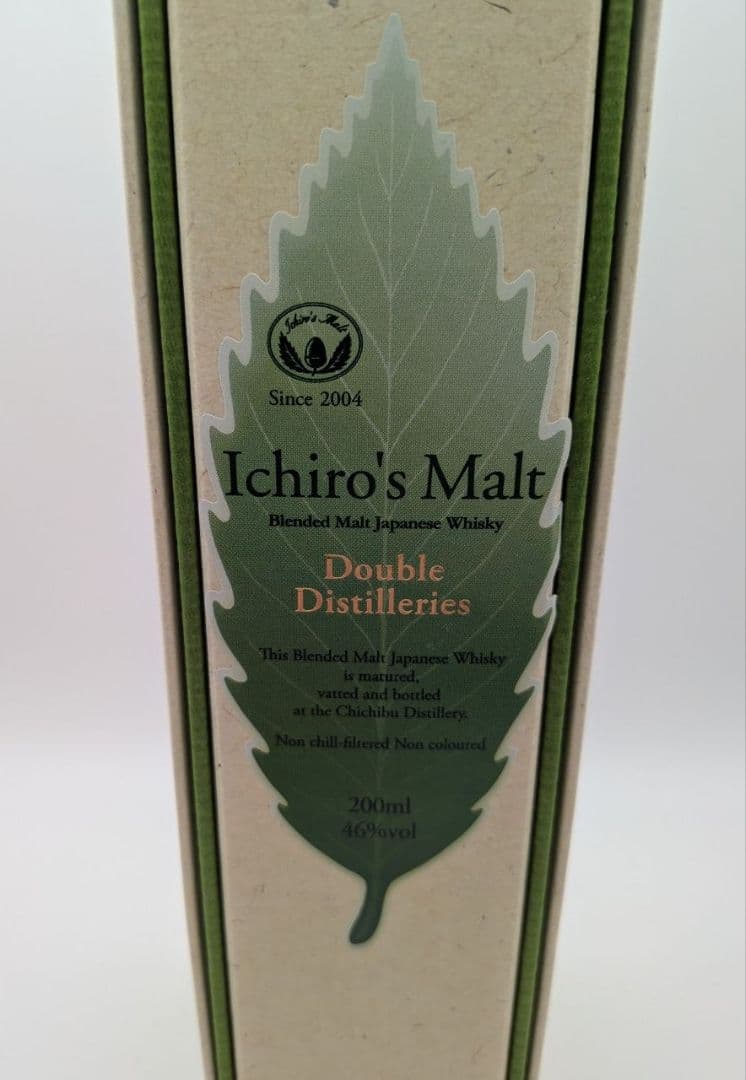 Ichiro's Malt
Since 2004
Ichiro's Malt
Blended Malt Japanese Whisky
Double
Distilleries
This Blended Malt Japanese Whisky
is matured,
vatted and bottled
at the Chichibu Distillery.
Non chill-filtered Non coloured
200ml
46%vol